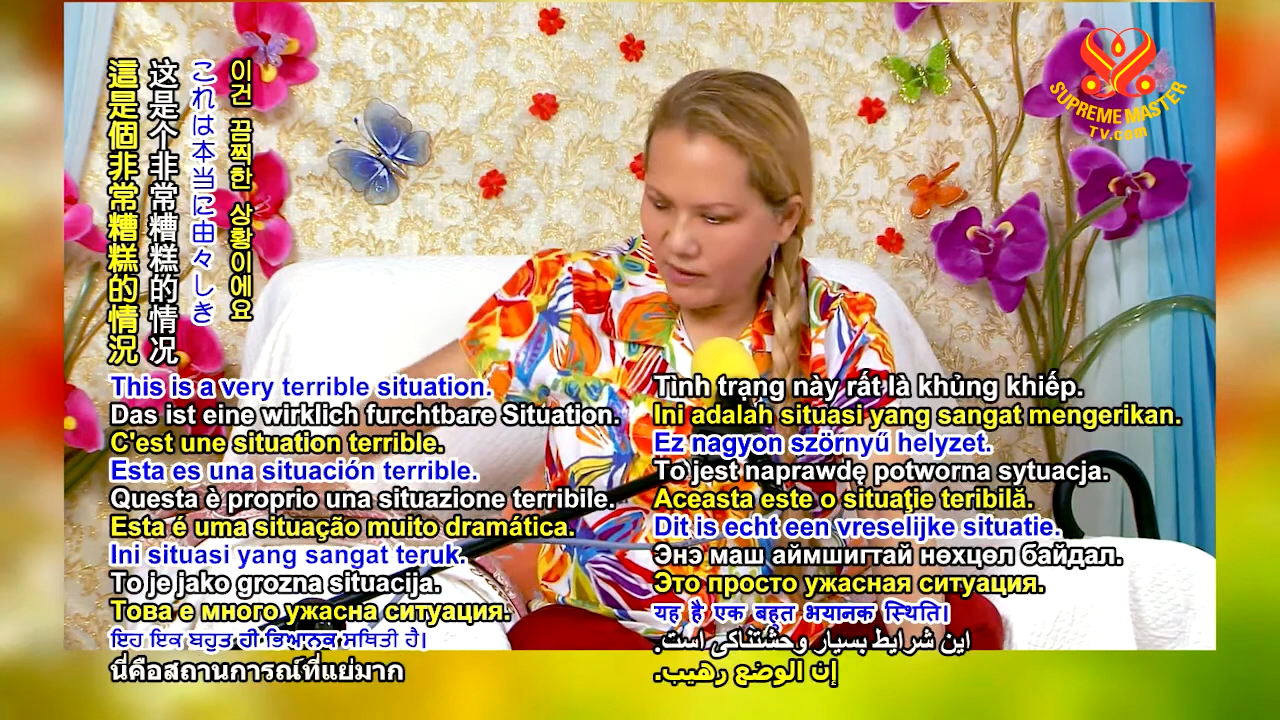 這是個非常糟糕的情況
这是个非常糟糕的情况
これは本当に由々しき
이건 끔찍한 상황이에요
SUPREME MASTER
TV.com
This is a very terrible situation.
Das ist eine wirklich furchtbare Situation.
C'est une situation terrible.
Esta es una situación terrible.
Questa è proprio una situazione terribile.
Esta é uma situação muito dramática.
Ini situasi yang sangat teruk.
To je jako grozna situacija.
Това е много ужасна ситуация.
ਇਹ ਇਕ ਬਹੁਤ ਹੀ ਭਿਆਨਕ ਸਥਿਤੀ ਹੈ।
นี่คือสถานการณ์ที่แย่มาก
Tình trạng này rất là khủng khiếp.
Ini adalah situasi yang sangat mengerikan.
Ez nagyon szörnyű helyzet.
To jest naprawdę potworna sytuacja.
Aceasta este o situaţie teribilă.
Dit is echt een vreselijke situatie.
Энэ маш аймшигтай нөхцөл байдал.
Это просто ужасная ситуация.
यह है एक बहुत भयानक स्थिति।
این شرایط بسیار وحشتناکی است.
إن الوضع رهيب.